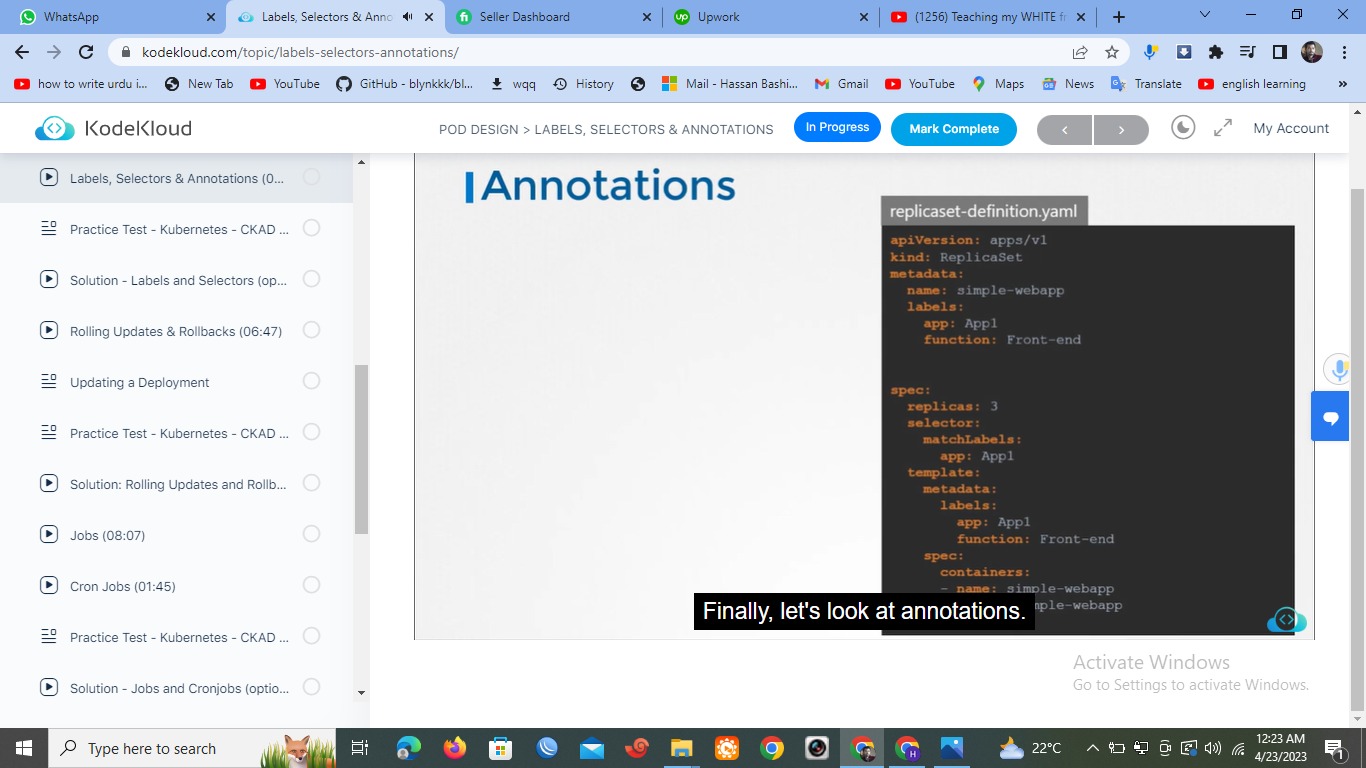 WhatsApp
Labels, Selectors & Anno
Seller Dashboard
Upwork
(1256) Teaching my WHITE fr
kodekloud.com/topic/labels-selectors-annotations/
how to write urdu i...
New Tab
YouTube
GitHub - blynkkk/bl...
wqq
History
Mail - Hassan Bashi...
Gmail
YouTube
Maps
News
Translate
english learning
»
KodeKloud
POD DESIGN > LABELS, SELECTORS & ANNOTATIONS
In Progress
Mark Complete
<
>
My Account
Labels, Selectors & Annotations (0...
Practice Test - Kubernetes - CKAD ...
Solution - Labels and Selectors (op...
Rolling Updates & Rollbacks (06:47)
Updating a Deployment
Practice Test - Kubernetes - CKAD ...
Solution: Rolling Updates and Rollb...
Jobs (08:07)
Cron Jobs (01:45)
Practice Test - Kubernetes - CKAD ...
Solution - Jobs and Cronjobs (optio...
Annotations
replicaset-definition.yaml
apiVersion: apps/v1
kind: ReplicaSet
metadata:
name: simple-webapp
labels:
app: App1
function: Front-end
spec:
replicas: 3
selector:
matchLabels:
app: App1
template:
metadata:
labels:
app: App1
function: Front-end
spec:
containers:
- name: simple-webapp
mple-webapp
Finally, let's look at annotations.
Activate Windows
Go to Settings to activate Windows.
Type here to search
22°C
12:23 AM
4/23/2023
1